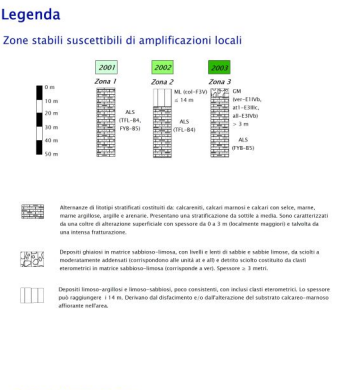 Legenda
Zone stabili suscettibili di amplificazioni locali
2001 2002 2003
Zona 1 Zona 2 Zona 3
0 m
10 m
20 m
30 m
40 m
50 m
ALS
(TFL-B4,
FYB-B5)
ML (col-F3V)
≤ 14 m
ALS
(TFL-B4)
GM
(ver-E1IVb,
at1-E3IIIc,
all-E3IVb)
> 3 m
ALS
(FYB-B5)
Alternanze di litotipi stratificati costituiti da: calcareniti, calcari marnosi e calcari con selce, marne,
marne argillose, argille e arenarie. Presentano una stratificazione da sottile a media. Sono caratterizzati
da una coltre di alterazione superficiale con spessore da 0 a 3 m (localmente maggiori) e talvolta da
una intensa fratturazione.
Depositi ghiaiosi in matrice sabbioso-limosa, con livelli e lenti di sabbie e sabbie limose, da sciolti a
moderatamente addensati (corrispondono alle unità at e all) e detrito sciolto costituito da clasti
eterometrici in matrice sabbioso-limosa (corrisponde a ver). Spessore ≥ 3 metri.
Depositi limoso-argillosi e limoso-sabbiosi, poco consistenti, con inclusi clasti eterometrici. Lo spessore
può raggiungere i 14 m. Derivano dal disfacimento e/o dall'alterazione del substrato calcareo-marnoso
affiorante nell'area.